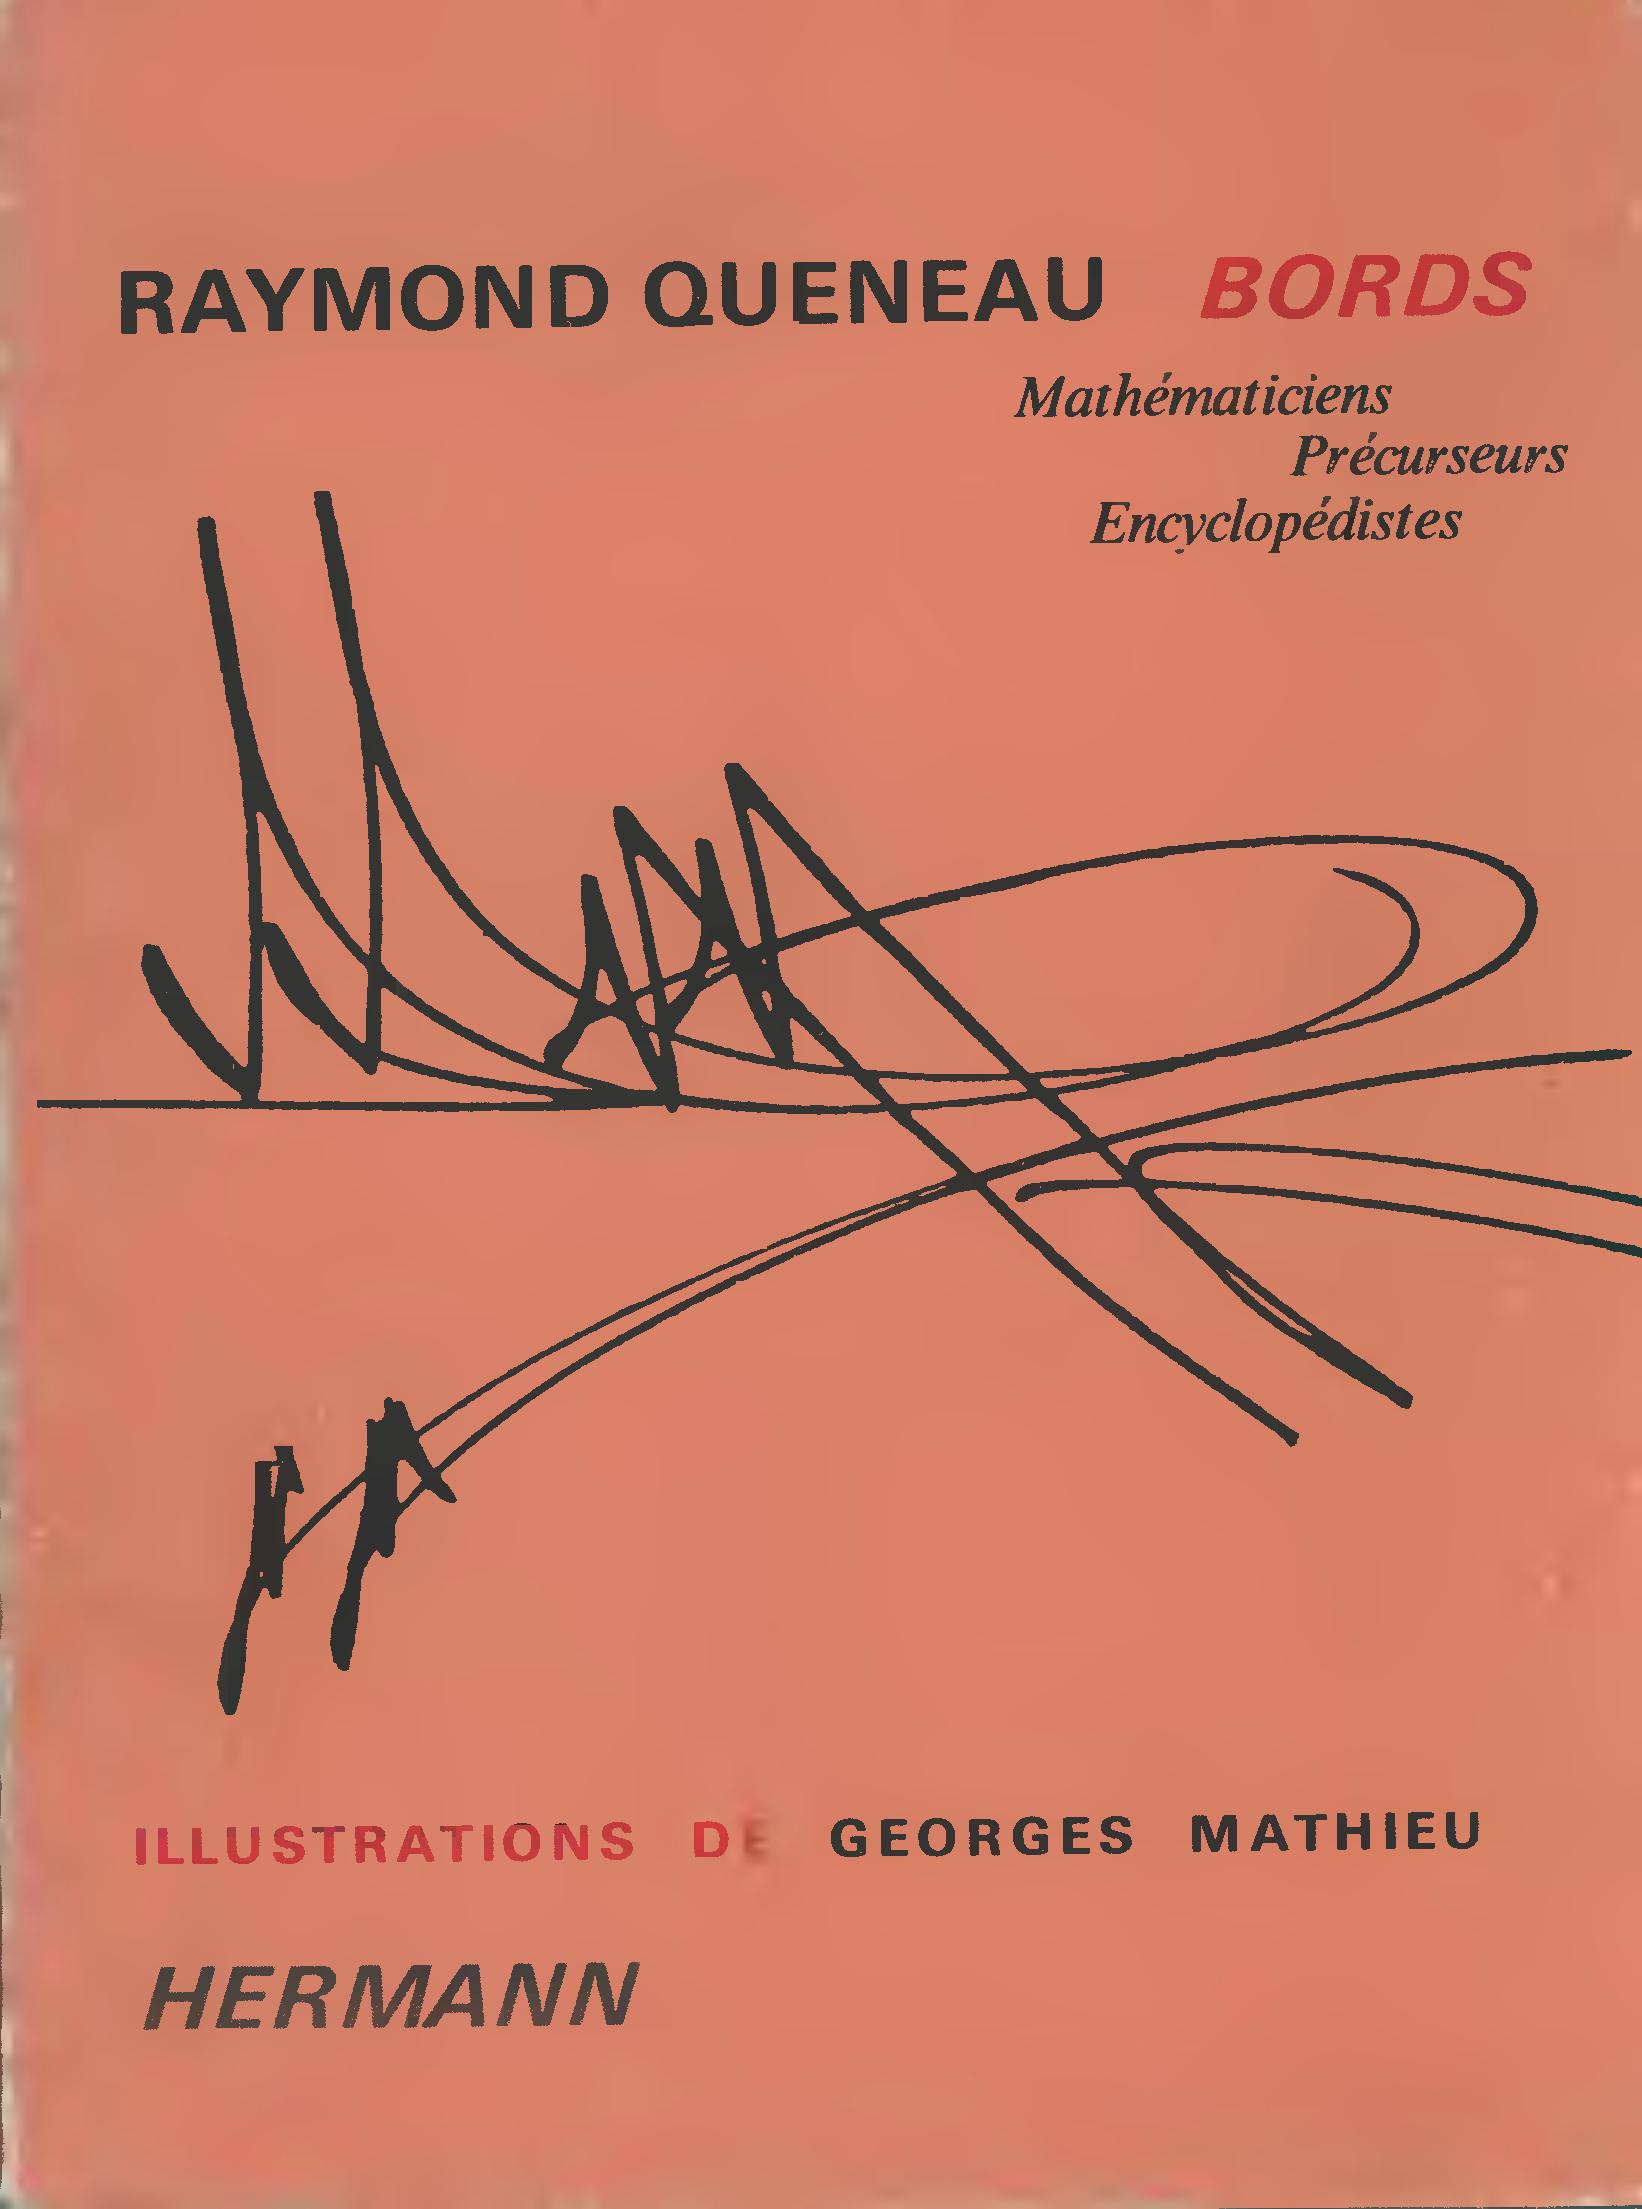 RAYMOND QUENEAU BORDS
Mathématiciens
Précurseurs
Encyclopédistes
ILLUSTRATIONS DE GEORGES MATHIEU
HERMANN